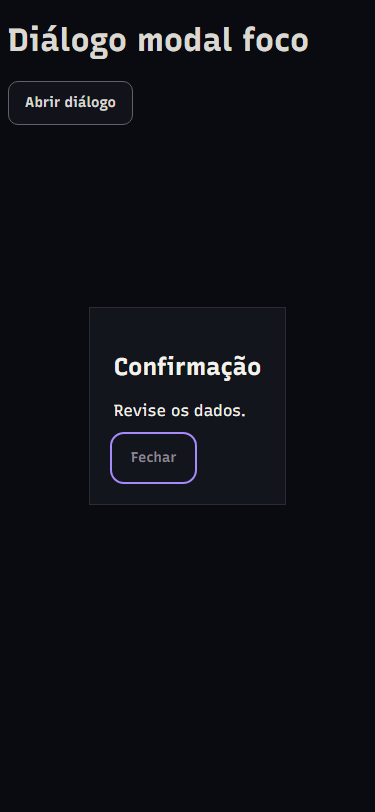 Diálogo modal foco
Abrir diálogo
Confirmação
Revise os dados.
Fechar